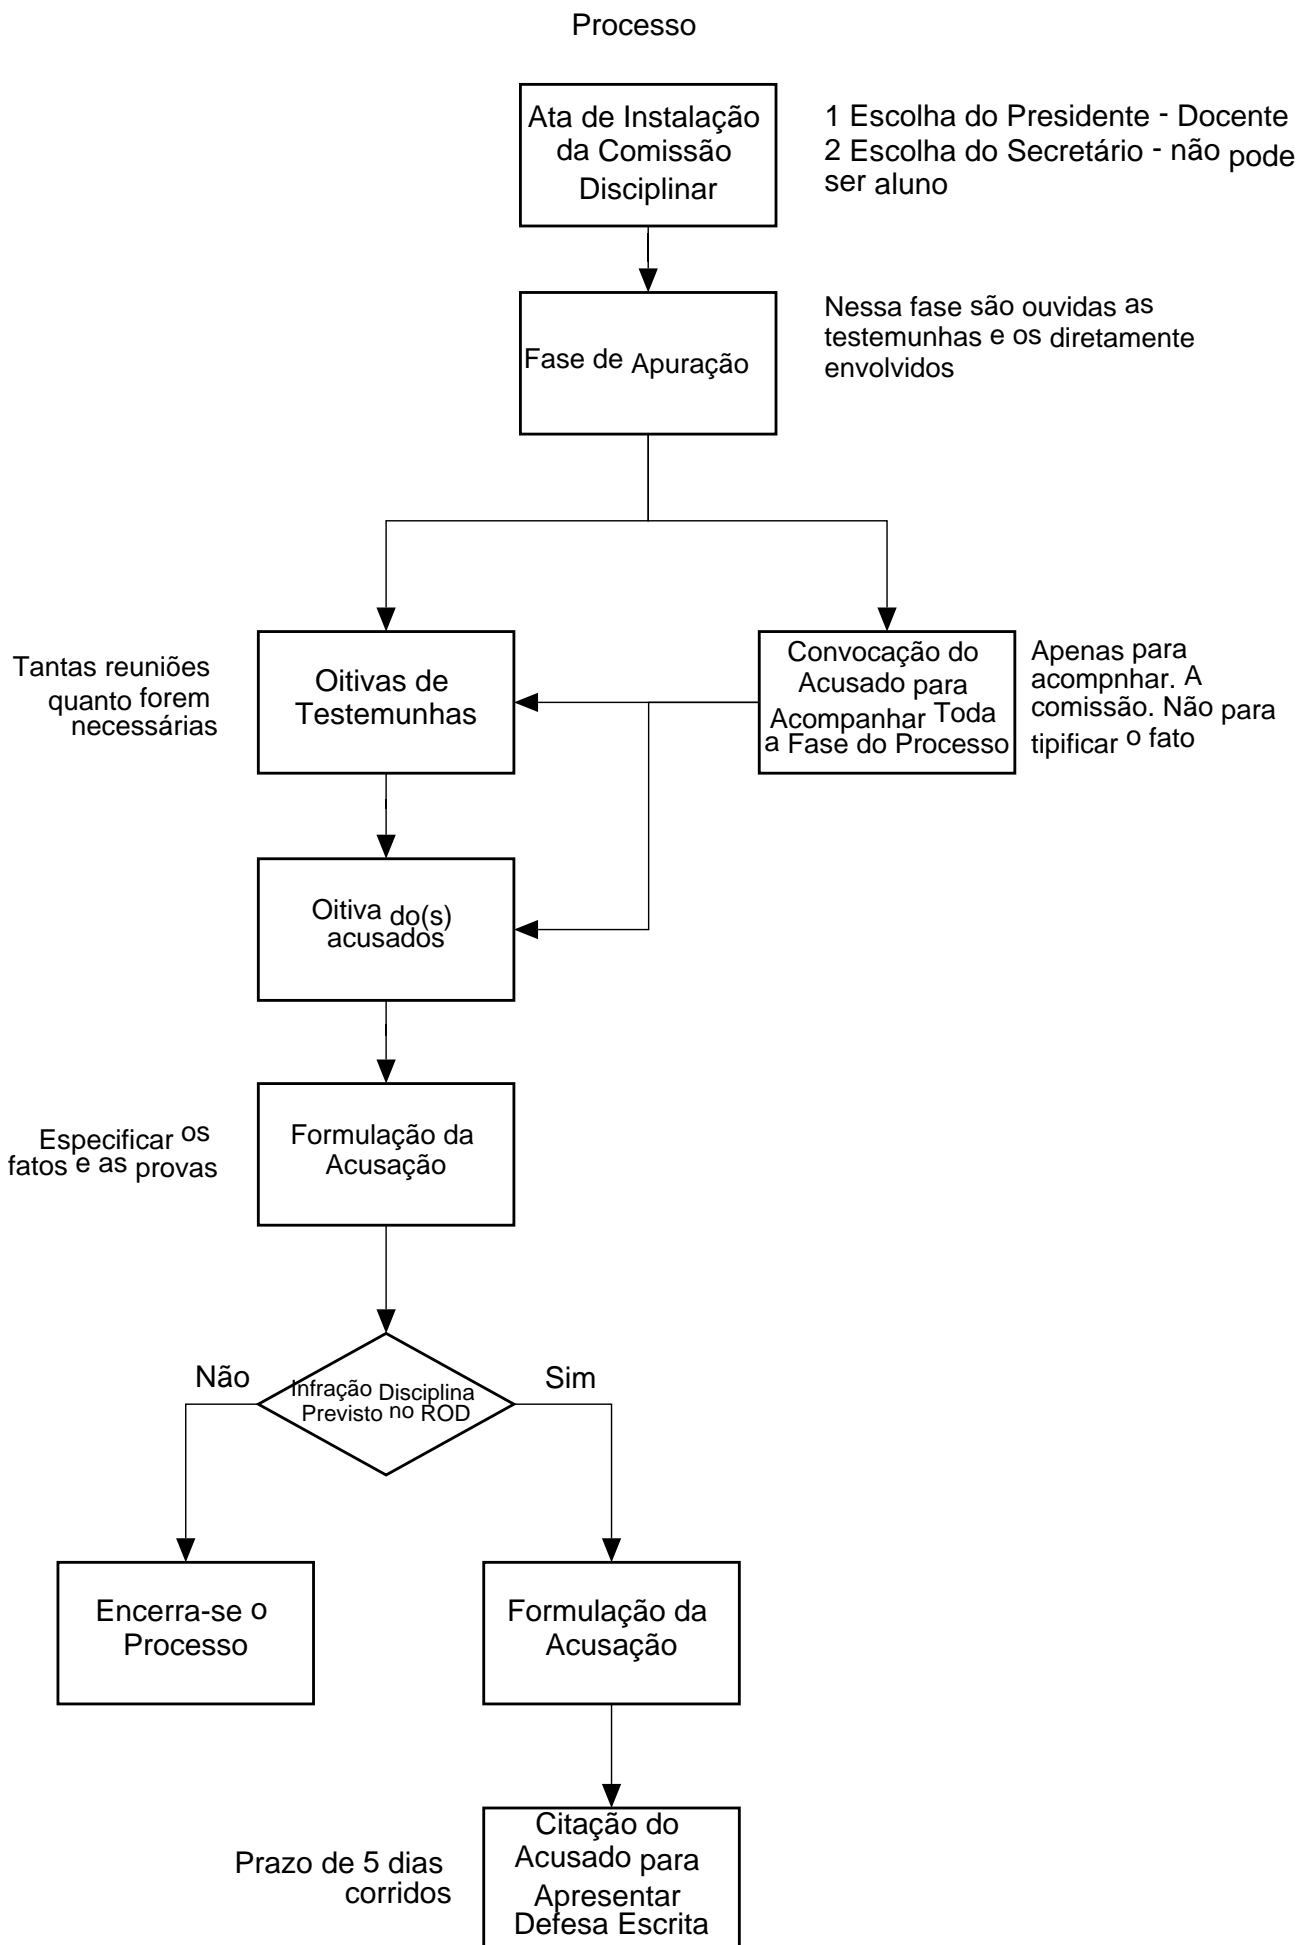 Processo
Ata de Instalação
da Comissão
Disciplinar
1 Escolha do Presidente - Docente
2 Escolha do Secretário - não pode
ser aluno
Fase de Apuração
Nessa fase são ouvidas as
testemunhas e os diretamente
envolvidos
Tantas reuniões
quanto forem
necessárias
Oitivas de
Testemunhas
Convocação do
Acusado para
Acompanhar Toda
a Fase do Processo
Apenas para
acompnhar. A
comissão. Não para
tipificar o fato
Oitiva do(s)
acusados
Especificar os
fatos e as provas
Formulação da
Acusação
Não
Infração Disciplina
Previsto no ROD
Sim
Encerra-se o
Processo
Formulação da
Acusação
Prazo de 5 dias
corridos
Citação do
Acusado para
Apresentar
Defesa Escrita